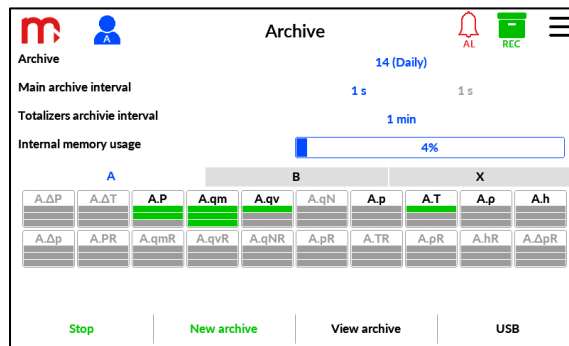 m A Archive AL REC
Archive 14 (Daily)
Main archive interval 1 s 1 s
Totalizers archivie interval 1 min
Internal memory usage 4%
A B X
A.ΔP A.ΔT A.P A.qm A.qv A.qN A.p A.T A.ρ A.h
A.Δp A.PR A.qmR A.qvR A.qNR A.pR A.TR A.ρR A.hR A.ΔpR
Stop New archive View archive USB